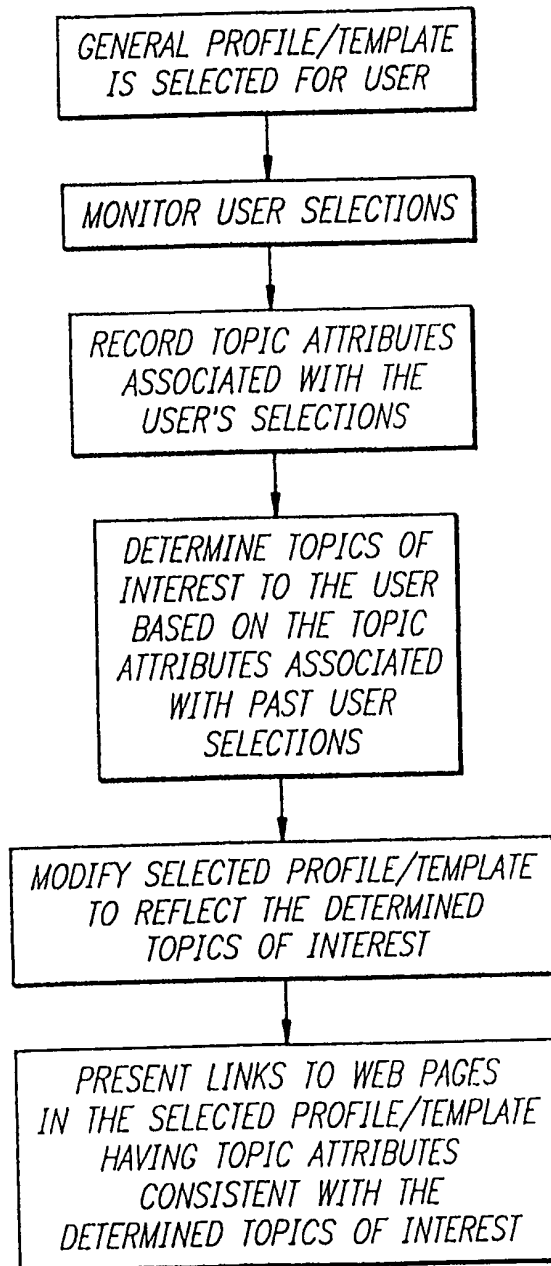 GENERAL PROFILE/TEMPLATE
IS SELECTED FOR USER
MONITOR USER SELECTIONS
RECORD TOPIC ATTRIBUTES
ASSOCIATED WITH THE
USER'S SELECTIONS
DETERMINE TOPICS OF
INTEREST TO THE USER
BASED ON THE TOPIC
ATTRIBUTES ASSOCIATED
WITH PAST USER
SELECTIONS
MODIFY SELECTED PROFILE/TEMPLATE
TO REFLECT THE DETERMINED
TOPICS OF INTEREST
PRESENT LINKS TO WEB PAGES
IN THE SELECTED PROFILE/TEMPLATE
HAVING TOPIC ATTRIBUTES
CONSISTENT WITH THE
DETERMINED TOPICS OF INTEREST